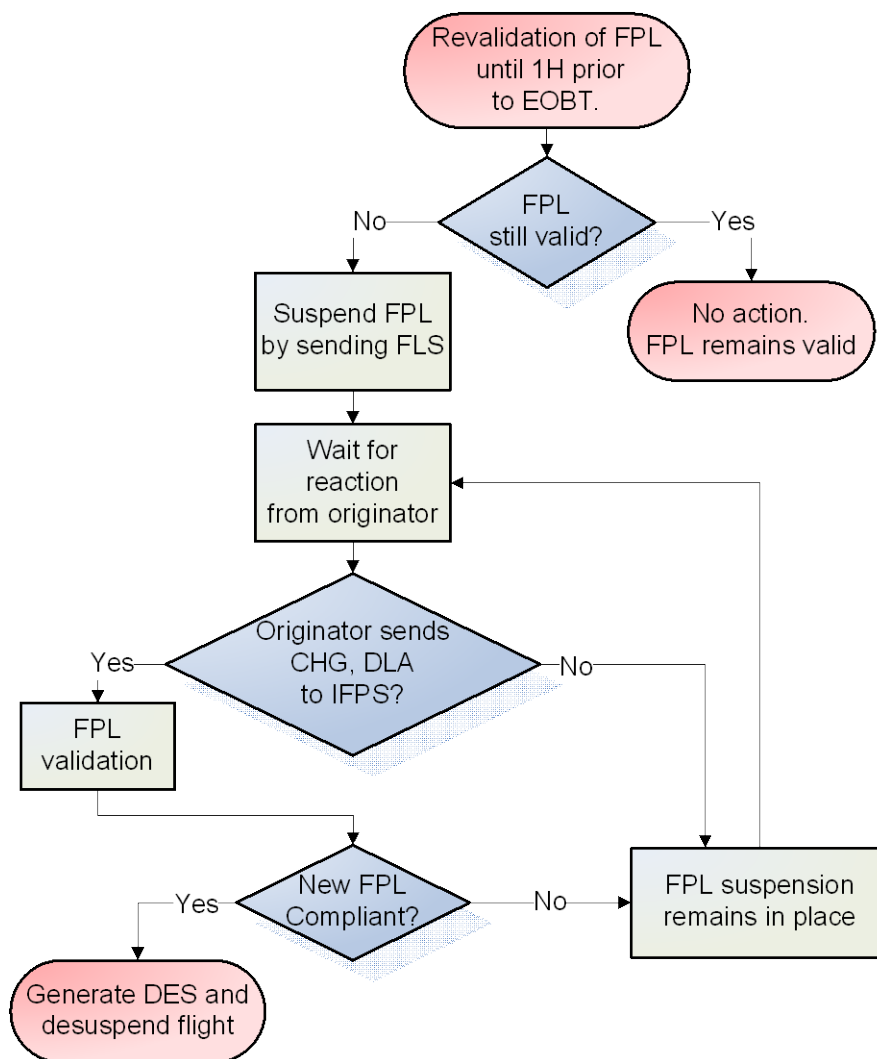 Revalidation of FPL
until 1H prior
to EOBT.
FPL
still valid?
No
Yes
Suspend FPL
by sending FLS
No action.
FPL remains valid
Wait for
reaction
from originator
Originator sends
CHG, DLA
to IFPS?
Yes
No
FPL
validation
New FPL
Compliant?
Yes
No
FPL suspension
remains in place
Generate DES and
desuspend flight